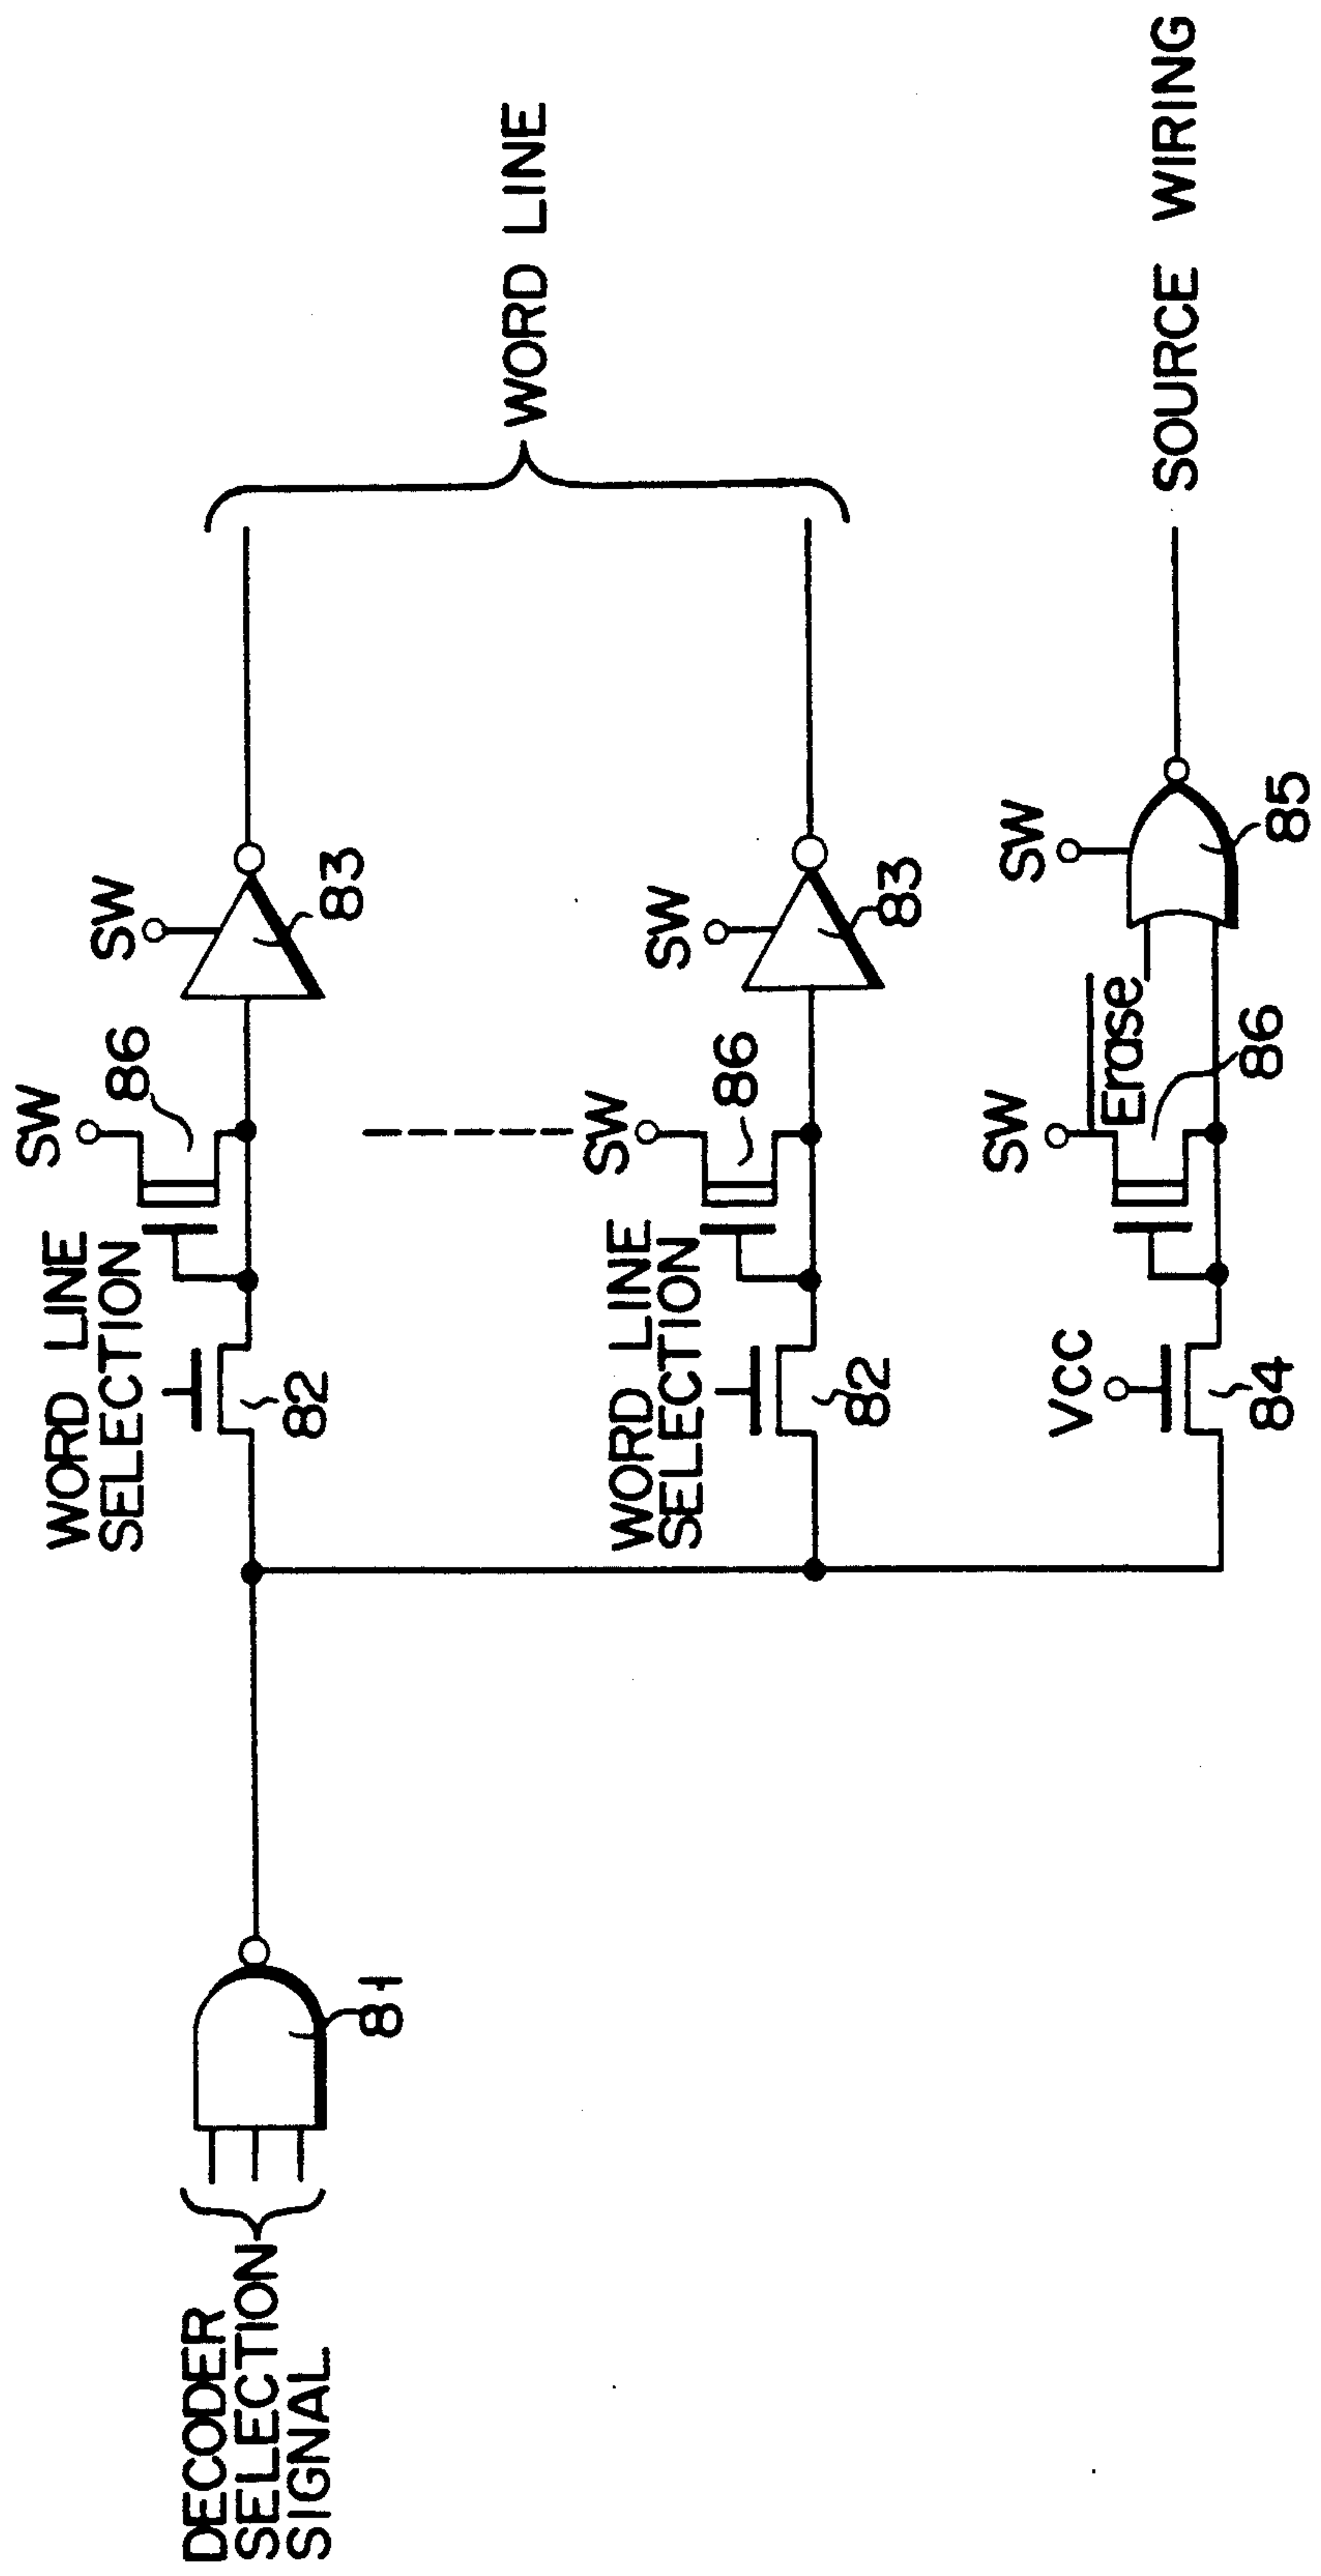 DECODER
SELECTION
SIGNAL
81
WORD LINE
SELECTION
82
SW
86
SW
83
WORD LINE
WORD LINE
SELECTION
82
SW
86
SW
83
VCC
84
SW
86
Erase
SW
85
SOURCE WIRING